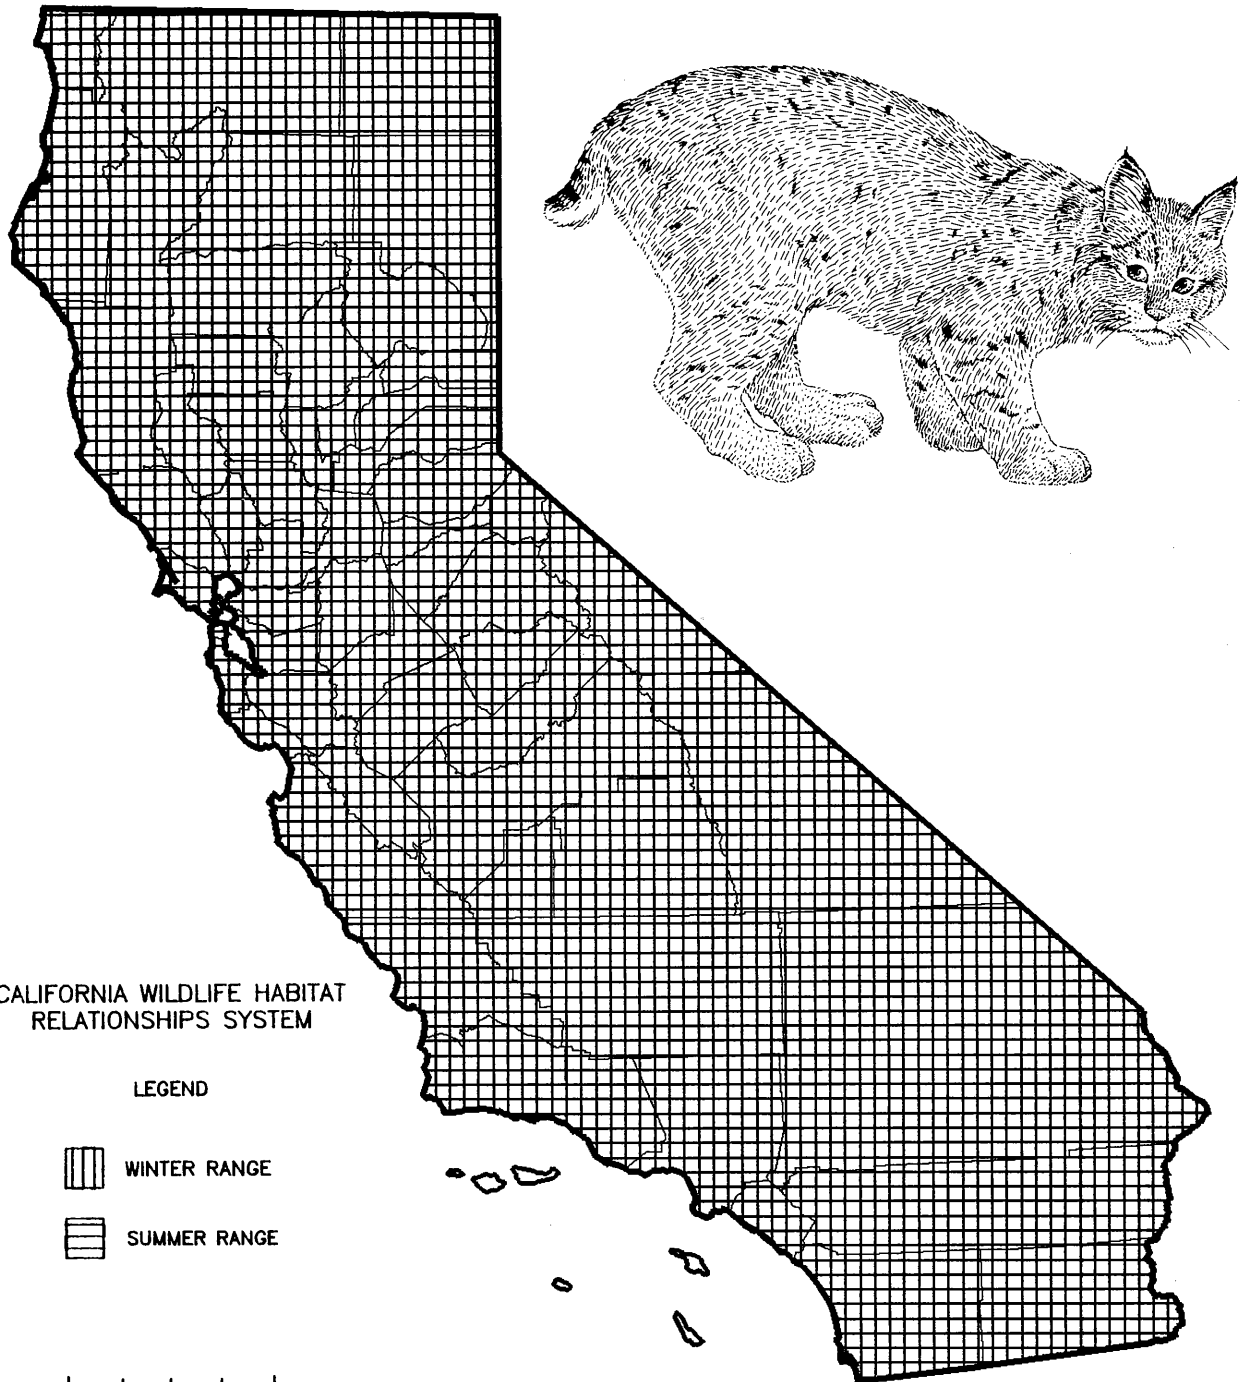 CALIFORNIA WILDLIFE HABITAT
RELATIONSHIPS SYSTEM
LEGEND
WINTER RANGE
SUMMER RANGE